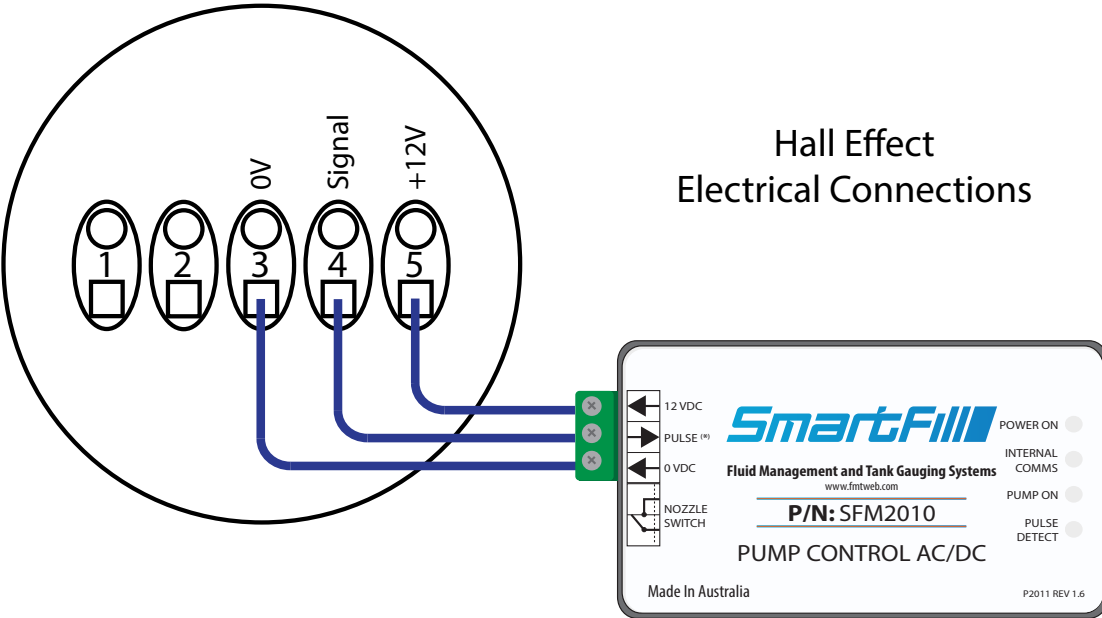 Hall Effect
Electrical Connections
0V
Signal
+12V
1
2
3
4
5
12 VDC
PULSE (*)
0 VDC
NOZZLE
SWITCH
SmartFill
Fluid Management and Tank Gauging Systems
www.fmtweb.com
P/N: SFM2010
PUMP CONTROL AC/DC
POWER ON
INTERNAL
COMMS
PUMP ON
PULSE
DETECT
Made In Australia
P2011 REV 1.6